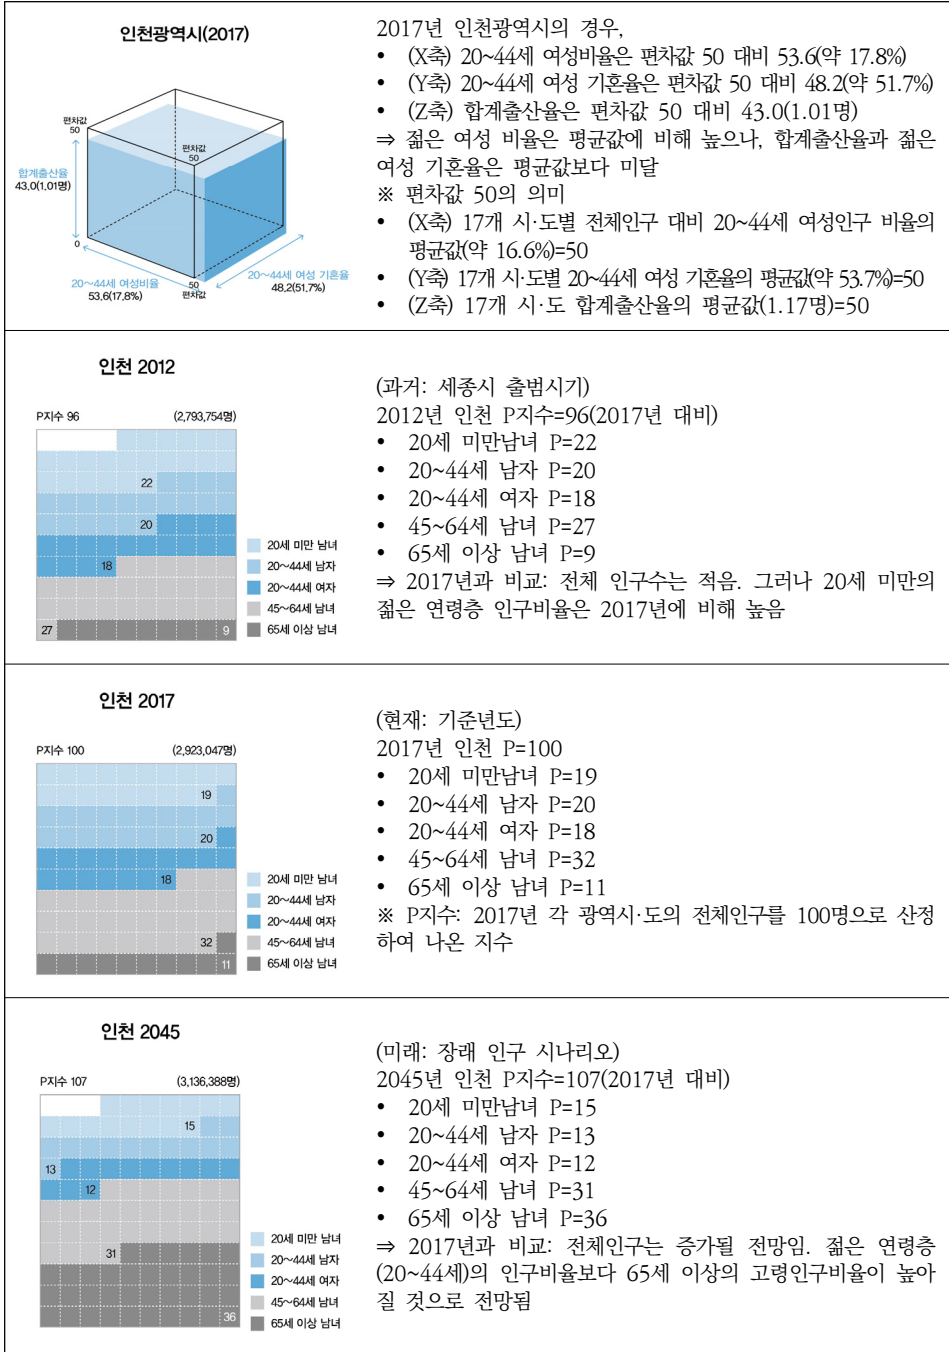 인천광역시(2017)
편차값
50
편차값
50
합계출산율
43.0(1.01명)
0
20~44세 여성비율
53.6(17.8%)
50
편차값
20~44세 여성 기혼율
48.2(51.7%)
2017년 인천광역시의 경우,
• (X축) 20~44세 여성비율은 편차값 50 대비 53.6(약 17.8%)
• (Y축) 20~44세 여성 기혼율은 편차값 50 대비 48.2(약 51.7%)
• (Z축) 합계출산율은 편차값 50 대비 43.0(1.01명)
⇒ 젊은 여성 비율은 평균값에 비해 높으나, 합계출산율과 젊은
여성 기혼율은 평균값보다 미달
※ 편차값 50의 의미
• (X축) 17개 시·도별 전체인구 대비 20~44세 여성인구 비율의
평균값(약 16.6%)=50
• (Y축) 17개 시·도별 20~44세 여성 기혼율의 평균값(약 53.7%)=50
• (Z축) 17개 시·도 합계출산율의 평균값(1.17명)=50
인천 2012
P지수 96 (2,793,754명)
22
20
18
27 9
20세 미만 남녀
20~44세 남자
20~44세 여자
45~64세 남녀
65세 이상 남녀
(과거: 세종시 출범시기)
2012년 인천 P지수=96(2017년 대비)
• 20세 미만남녀 P=22
• 20~44세 남자 P=20
• 20~44세 여자 P=18
• 45~64세 남녀 P=27
• 65세 이상 남녀 P=9
⇒ 2017년과 비교: 전체 인구수는 적음. 그러나 20세 미만의
젊은 연령층 인구비율은 2017년에 비해 높음
인천 2017
P지수 100 (2,923,047명)
19
20
18
32
11
20세 미만 남녀
20~44세 남자
20~44세 여자
45~64세 남녀
65세 이상 남녀
(현재: 기준년도)
2017년 인천 P=100
• 20세 미만남녀 P=19
• 20~44세 남자 P=20
• 20~44세 여자 P=18
• 45~64세 남녀 P=32
• 65세 이상 남녀 P=11
※ P지수: 2017년 각 광역시·도의 전체인구를 100명으로 산정
하여 나온 지수
인천 2045
P지수 107 (3,136,388명)
15
13
12
31
36
20세 미만 남녀
20~44세 남자
20~44세 여자
45~64세 남녀
65세 이상 남녀
(미래: 장래 인구 시나리오)
2045년 인천 P지수=107(2017년 대비)
• 20세 미만남녀 P=15
• 20~44세 남자 P=13
• 20~44세 여자 P=12
• 45~64세 남녀 P=31
• 65세 이상 남녀 P=36
⇒ 2017년과 비교: 전체인구는 증가될 전망임. 젊은 연령층
(20~44세)의 인구비율보다 65세 이상의 고령인구비율이 높아
질 것으로 전망됨